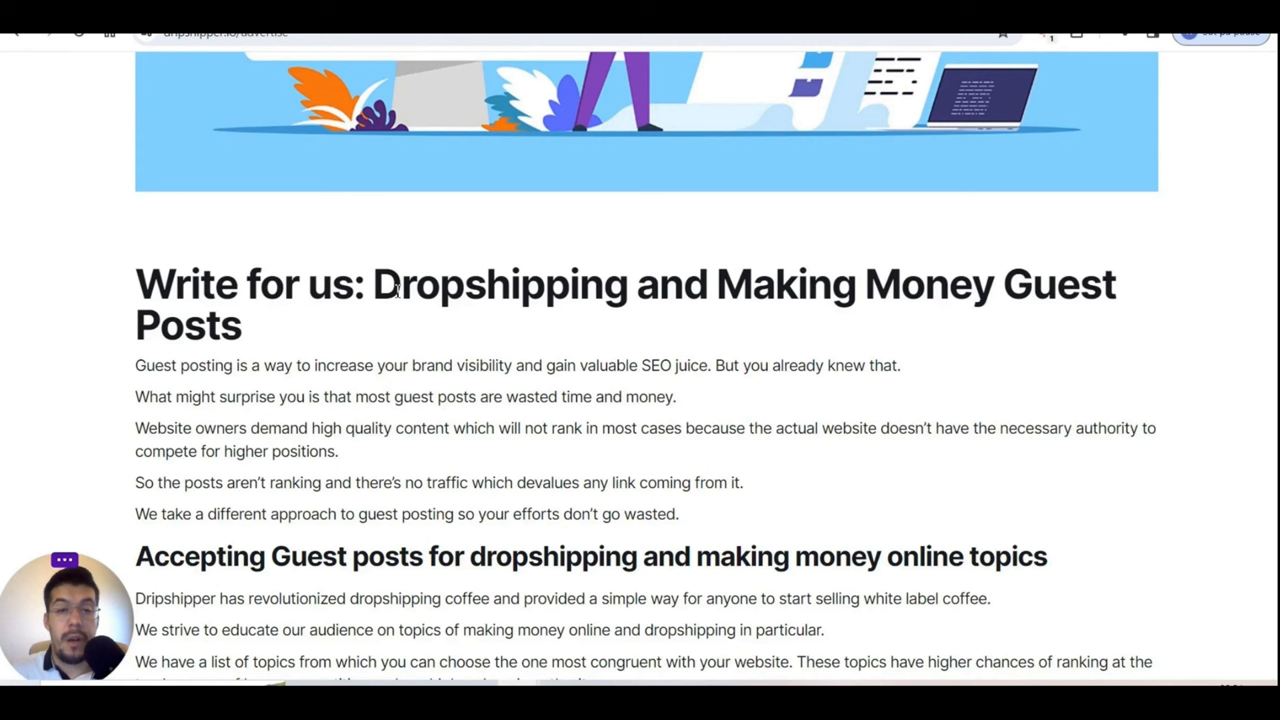 dripshipper.io/advertise
1
Write for us: Dropshipping and Making Money Guest
Posts
Guest posting is a way to increase your brand visibility and gain valuable SEO juice. But you already knew that.
What might surprise you is that most guest posts are wasted time and money.
Website owners demand high quality content which will not rank in most cases because the actual website doesn’t have the necessary authority to
compete for higher positions.
So the posts aren’t ranking and there’s no traffic which devalues any link coming from it.
We take a different approach to guest posting so your efforts don’t go wasted.
Accepting Guest posts for dropshipping and making money online topics
Dripshipper has revolutionized dropshipping coffee and provided a simple way for anyone to start selling white label coffee.
We strive to educate our audience on topics of making money online and dropshipping in particular.
We have a list of topics from which you can choose the one most congruent with your website. These topics have higher chances of ranking at the